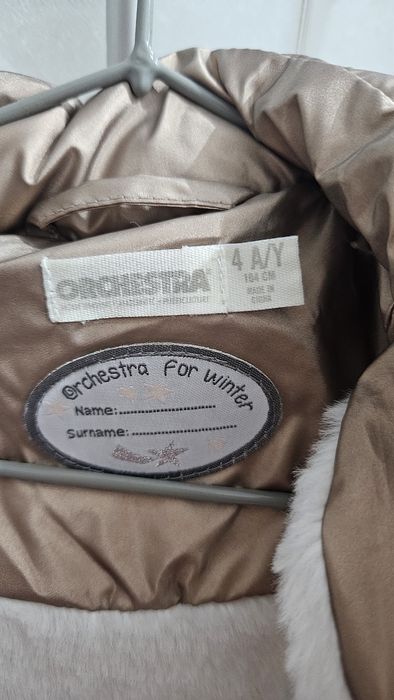 ORCHESTRA
4 A/Y
104 CM
MADE IN
CHINA
Orchestra for winter
Name:
Surname: